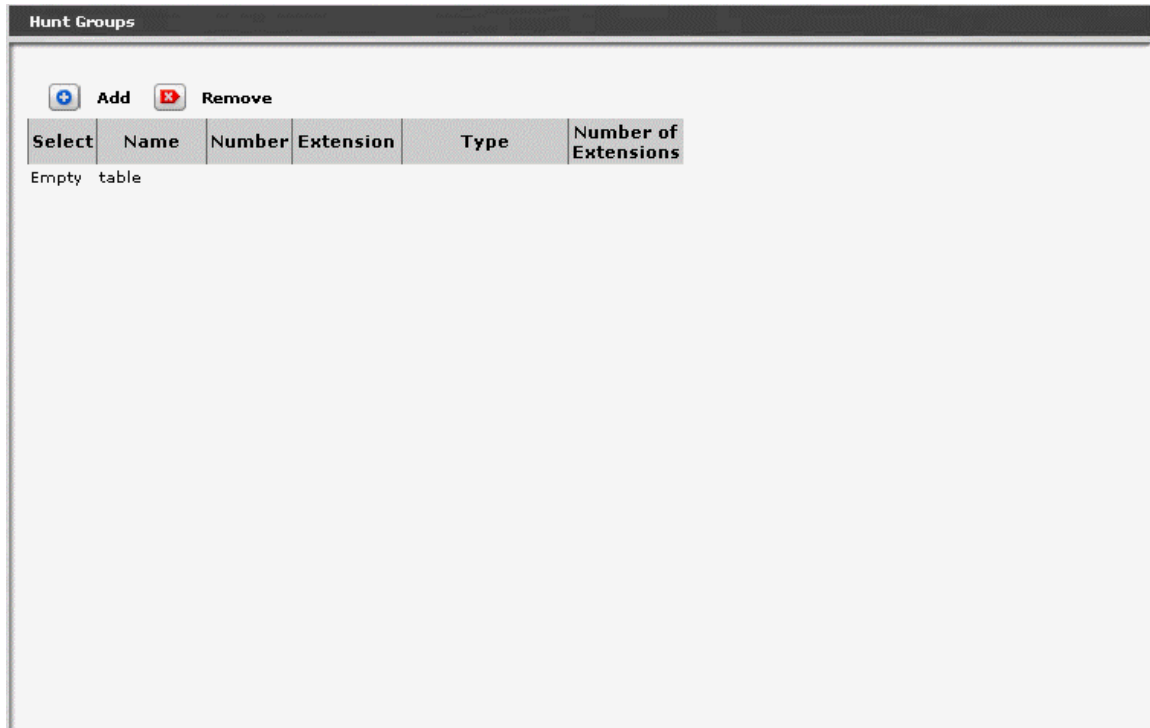 Hunt Groups
Add Remove
Select Name Number Extension Type Number of Extensions
Empty table